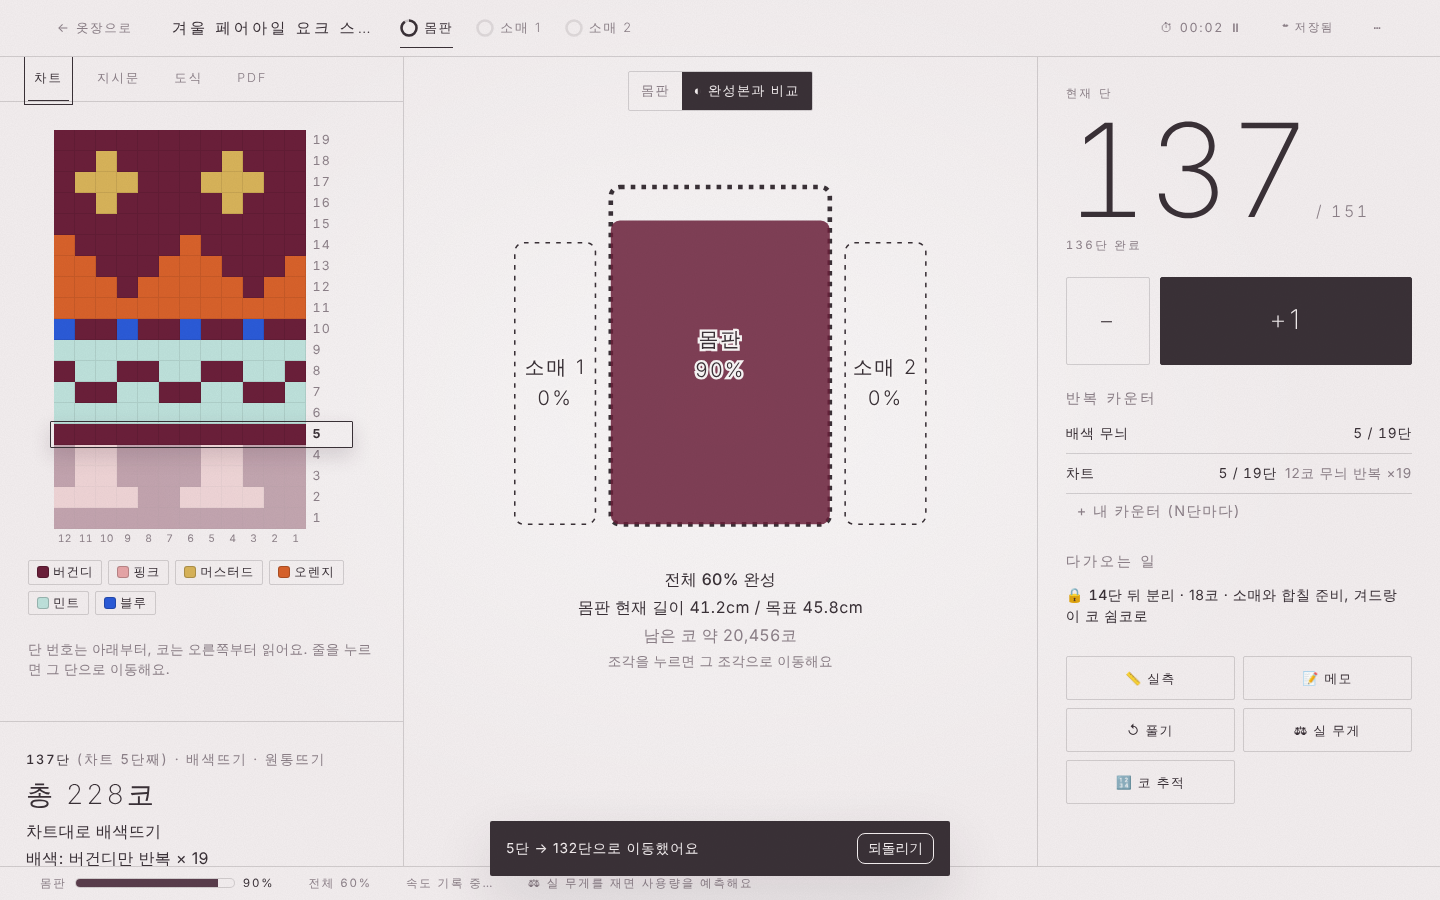 ← 옷장으로
겨울 페어아일 요크 스...
몸판
소매 1
소매 2
⏱ 00:02 ⏸
저장됨
⋯
차트
지시문
도식
PDF
19
18
17
16
15
14
13
12
11
10
9
8
7
6
5
4
3
2
1
12 11 10 9 8 7 6 5 4 3 2 1
버건디
핑크
머스터드
오렌지
민트
블루
단 번호는 아래부터, 코는 오른쪽부터 읽어요. 줄을 누르
면 그 단으로 이동해요.
137단 (차트 5단째) · 배색뜨기 · 원통뜨기
총 228코
차트대로 배색뜨기
배색: 버건디만 반복 × 19
몸판
완성본과 비교
소매 1
0%
몸판
90%
소매 2
0%
전체 60% 완성
몸판 현재 길이 41.2cm / 목표 45.8cm
남은 코 약 20,456코
조각을 누르면 그 조각으로 이동해요
5단 → 132단으로 이동했어요
되돌리기
현재 단
137 / 151
136단 완료
−
+1
반복 카운터
배색 무늬 5 / 19단
차트 5 / 19단 12코 무늬 반복 ×19
+ 내 카운터 (N단마다)
다가오는 일
🔒 14단 뒤 분리 · 18코 · 소매와 합칠 준비, 겨드랑
이 코 쉼코로
📏 실측
📝 메모
↺ 풀기
⚖ 실 무게
🔢 코 추적
몸판 90%
전체 60%
속도 기록 중...
⚖ 실 무게를 재면 사용량을 예측해요